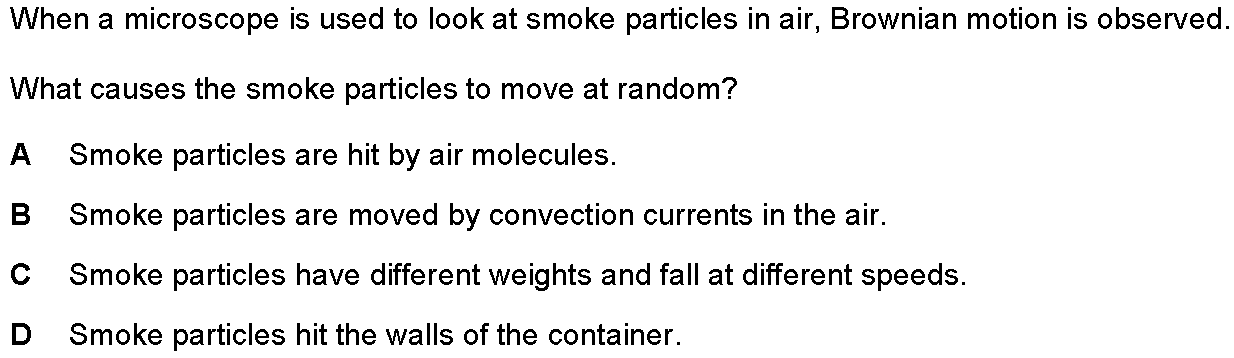 When a microscope is used to look at smoke particles in air, Brownian motion is observed.
What causes the smoke particles to move at random?
A Smoke particles are hit by air molecules.
B Smoke particles are moved by convection currents in the air.
C Smoke particles have different weights and fall at different speeds.
D Smoke particles hit the walls of the container.